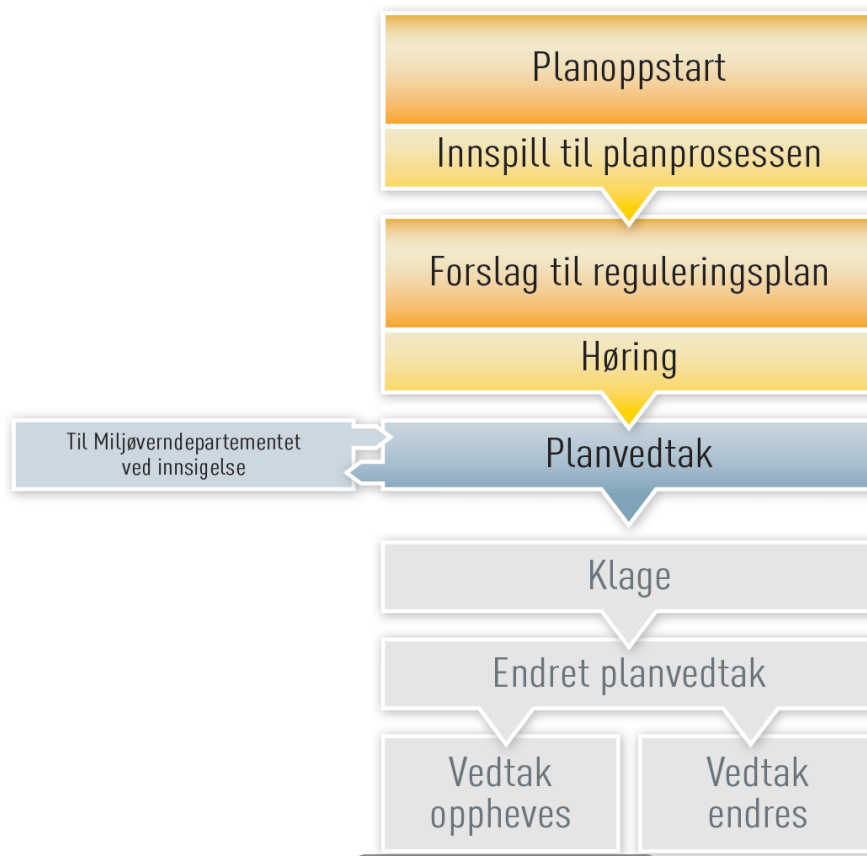 Planoppstart
Innspill til planprosessen
Forslag til reguleringsplan
Høring
Til Miljøverndepartementet
ved innsigelse
Planvedtak
Klage
Endret planvedtak
Vedtak
oppheves
Vedtak
endres